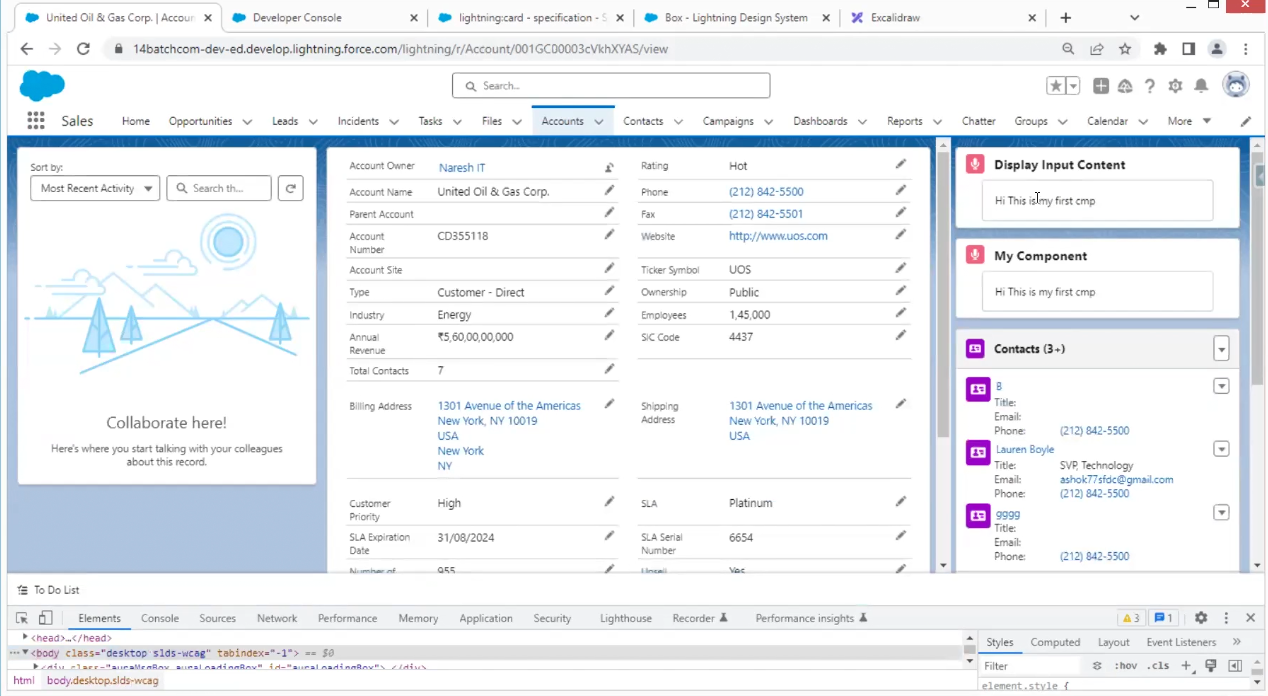 United Oil & Gas Corp. | Accoun
Developer Console
lightning:card - specification - S
Box - Lightning Design System
Excalidraw
14batchcom-dev-ed.develop.lightning.force.com/lightning/r/Account/001GC00003cVkhXYAS/view
Search...
Sales
Home
Opportunities
Leads
Incidents
Tasks
Files
Accounts
Contacts
Campaigns
Dashboards
Reports
Chatter
Groups
Calendar
More
Sort by:
Most Recent Activity
Search th...
Collaborate here!
Here's where you start talking with your colleagues
about this record.
Account Owner
Naresh IT
Rating
Hot
Account Name
United Oil & Gas Corp.
Phone
(212) 842-5500
Parent Account
Fax
(212) 842-5501
Account
Number
CD355118
Website
http://www.uos.com
Account Site
Ticker Symbol
UOS
Type
Customer - Direct
Ownership
Public
Industry
Energy
Employees
1,45,000
Annual
Revenue
₹5,60,00,00,000
SIC Code
4437
Total Contacts
7
Billing Address
1301 Avenue of the Americas
New York, NY 10019
USA
New York
NY
Shipping
Address
1301 Avenue of the Americas
New York, NY 10019
USA
Customer
Priority
High
SLA
Platinum
SLA Expiration
Date
31/08/2024
SLA Serial
Number
6654
Number of
955
Upsell
Yes
Display Input Content
Hi This is my first cmp
My Component
Hi This is my first cmp
Contacts (3+)
B
Title:
Email:
Phone:
(212) 842-5500
Lauren Boyle
Title:
SVP, Technology
Email:
ashok77sfdc@gmail.com
Phone:
(212) 842-5500
gggg
Title:
Email:
Phone:
(212) 842-5500
To Do List
Elements
Console
Sources
Network
Performance
Memory
Application
Security
Lighthouse
Recorder
Performance insights
3
1
<head>…</head>
<body class="desktop slds-wcag" tabindex="-1"> == $0
<div class="auraMsgBox auraLoadingBox" id="auraLoadingBox">…</div>
html
body.desktop.slds-wcag
Styles
Computed
Layout
Event Listeners
Filter
:hov
.cls
element.style {